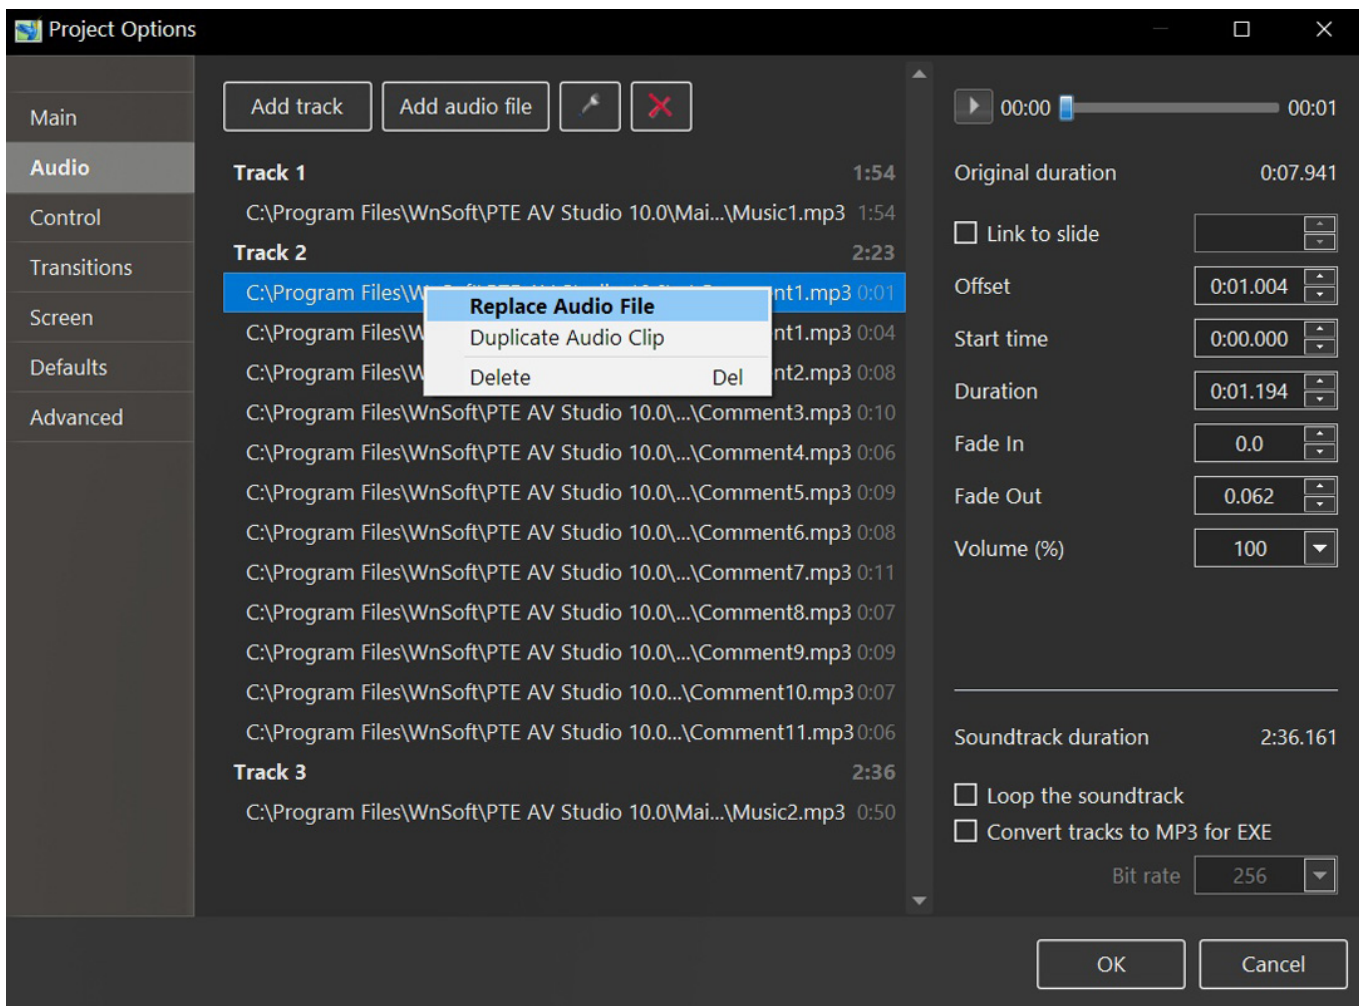 Project Options
Main
Audio
Control
Transitions
Screen
Defaults
Advanced
Add track
Add audio file
Track 1 1:54
C:\Program Files\WnSoft\PTE AV Studio 10.0\Mai...\Music1.mp3 1:54
Track 2 2:23
C:\Program Files\W nt1.mp3 0:01
C:\Program Files\W nt1.mp3 0:04
C:\Program Files\W nt2.mp3 0:08
Replace Audio File
Duplicate Audio Clip
Delete Del
C:\Program Files\WnSoft\PTE AV Studio 10.0\...\Comment3.mp3 0:10
C:\Program Files\WnSoft\PTE AV Studio 10.0\...\Comment4.mp3 0:06
C:\Program Files\WnSoft\PTE AV Studio 10.0\...\Comment5.mp3 0:09
C:\Program Files\WnSoft\PTE AV Studio 10.0\...\Comment6.mp3 0:08
C:\Program Files\WnSoft\PTE AV Studio 10.0\...\Comment7.mp3 0:11
C:\Program Files\WnSoft\PTE AV Studio 10.0\...\Comment8.mp3 0:07
C:\Program Files\WnSoft\PTE AV Studio 10.0\...\Comment9.mp3 0:09
C:\Program Files\WnSoft\PTE AV Studio 10.0...\Comment10.mp3 0:07
C:\Program Files\WnSoft\PTE AV Studio 10.0...\Comment11.mp3 0:06
Track 3 2:36
C:\Program Files\WnSoft\PTE AV Studio 10.0\Mai...\Music2.mp3 0:50
00:00 00:01
Original duration 0:07.941
Link to slide
Offset 0:01.004
Start time 0:00.000
Duration 0:01.194
Fade In 0.0
Fade Out 0.062
Volume (%) 100
Soundtrack duration 2:36.161
Loop the soundtrack
Convert tracks to MP3 for EXE
Bit rate 256
OK
Cancel